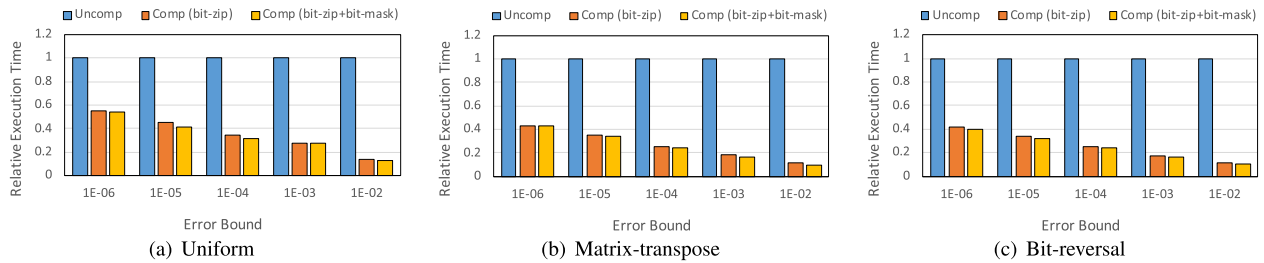 Uncomp Comp (bit-zip) Comp (bit-zip+bit-mask)
Relative Execution Time
1.2
1
0.8
0.6
0.4
0.2
0
1E-06 1E-05 1E-04 1E-03 1E-02
Error Bound
(a) Uniform
Uncomp Comp (bit-zip) Comp (bit-zip+bit-mask)
Relative Execution Time
1.2
1
0.8
0.6
0.4
0.2
0
1E-06 1E-05 1E-04 1E-03 1E-02
Error Bound
(b) Matrix-transpose
Uncomp Comp (bit-zip) Comp (bit-zip+bit-mask)
Relative Execution Time
1.2
1
0.8
0.6
0.4
0.2
0
1E-06 1E-05 1E-04 1E-03 1E-02
Error Bound
(c) Bit-reversal